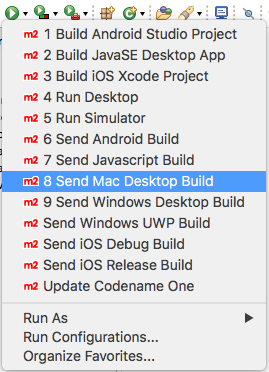 m2 1 Build Android Studio Project
m2 2 Build JavaSE Desktop App
m2 3 Build iOS Xcode Project
m2 4 Run Desktop
m2 5 Run Simulator
m2 6 Send Android Build
m2 7 Send Javascript Build
m2 8 Send Mac Desktop Build
m2 9 Send Windows Desktop Build
m2 Send Windows UWP Build
m2 Send iOS Debug Build
m2 Send iOS Release Build
m2 Update Codename One
Run As
Run Configurations...
Organize Favorites...